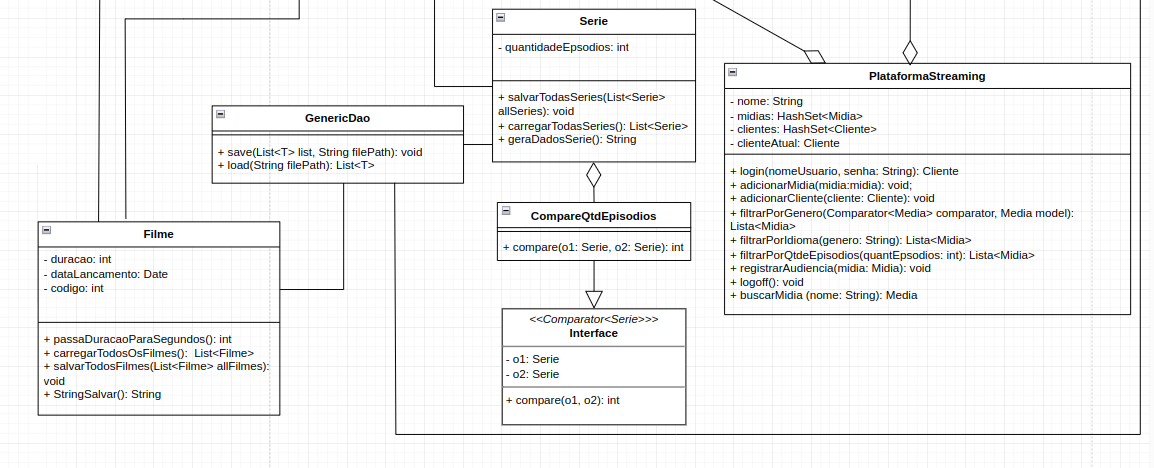 Serie
- quantidadeEpsodios: int
+ salvarTodasSeries(List<Serie>
allSeries): void
+ carregarTodasSeries(): List<Serie>
+ geraDadosSerie(): String
PlataformaStreaming
- nome: String
- midias: HashSet<Midia>
- clientes: HashSet<Cliente>
- clienteAtual: Cliente
+ login(nomeUsuario, senha: String): Cliente
+ adicionarMidia(midia:midia): void;
+ adicionarCliente(cliente: Cliente): void
+ filtrarPorGenero(Comparator<Media> comparator, Media model):
Lista<Midia>
+ filtrarPorIdioma(genero: String): Lista<Midia>
+ filtrarPorQtdeEpisodios(quantEpsodios: int): Lista<Midia>
+ registrarAudiencia(midia: Midia): void
+ logoff(): void
+ buscarMidia (nome: String): Media
GenericDao
+ save(List<T> list, String filePath): void
+ load(String filePath): List<T>
CompareQtdEpisodios
+ compare(o1: Serie, o2: Serie): int
Filme
- duracao: int
- dataLancamento: Date
- codigo: int
+ passaDuracaoParaSegundos(): int
+ carregarTodosOsFilmes():  List<Filme>
+ salvarTodosFilmes(List<Filme> allFilmes):
void
+ StringSalvar(): String
<<Comparator<Serie>>>
Interface
- o1: Serie
- o2: Serie
+ compare(o1, o2): int